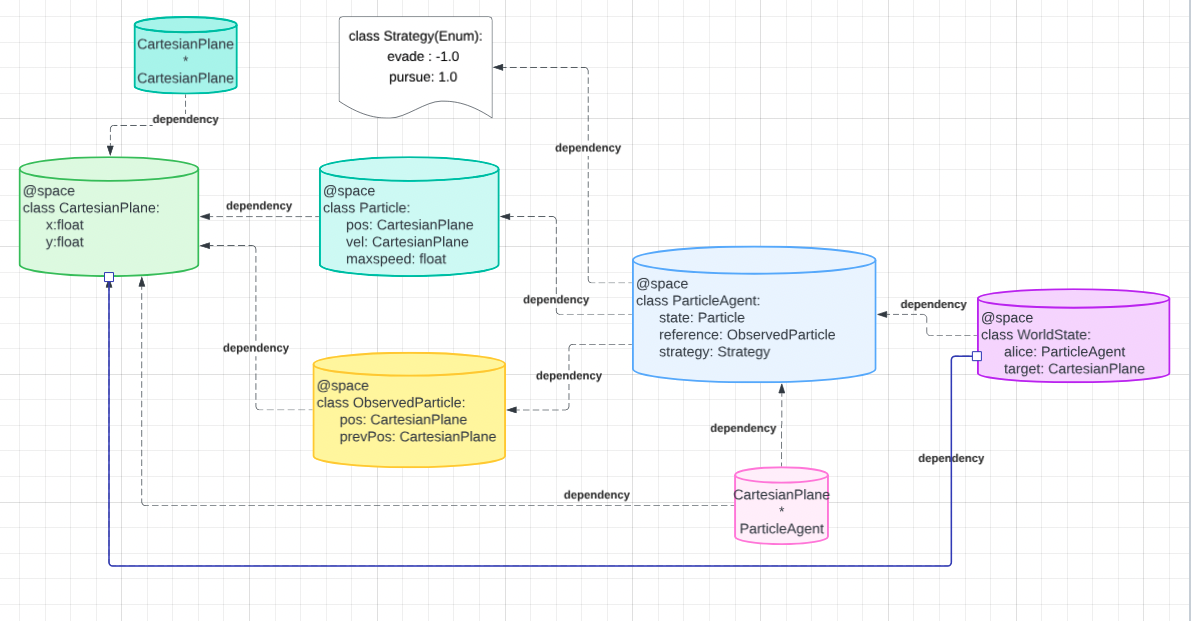 CartesianPlane
*
CartesianPlane
class Strategy(Enum):
evade : -1.0
pursue: 1.0
dependency
dependency
@space
class CartesianPlane:
x:float
y:float
dependency
@space
class Particle:
pos: CartesianPlane
vel: CartesianPlane
maxspeed: float
dependency
@space
class ParticleAgent:
state: Particle
reference: ObservedParticle
strategy: Strategy
dependency
@space
class WorldState:
alice: ParticleAgent
target: CartesianPlane
dependency
@space
class ObservedParticle:
pos: CartesianPlane
prevPos: CartesianPlane
dependency
dependency
dependency
dependency
CartesianPlane
*
ParticleAgent